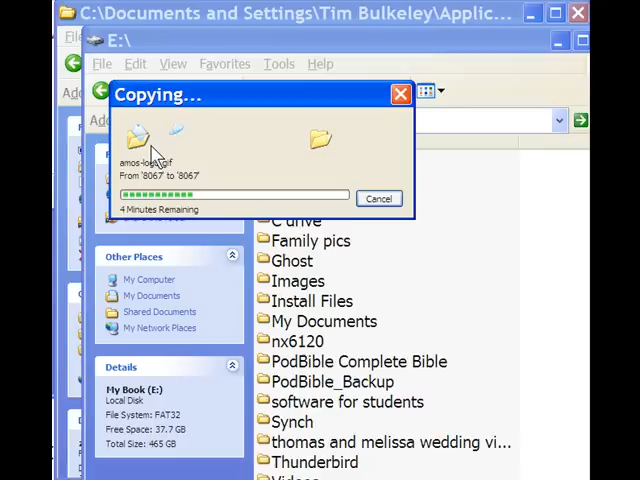 C:\Documents and Settings\Tim Bulkeley\Applic...
E:\
File Edit View Favorites Tools Help
Copying...
From '8067' to '8067'
4 Minutes Remaining
Cancel
C drive
Family pics
Ghost
Images
Install Files
My Documents
nx6120
PodBible Complete Bible
PodBible_Backup
software for students
Synch
thomas and melissa wedding vi...
Thunderbird
Other Places
My Computer
My Documents
Shared Documents
My Network Places
Details
My Book (E:)
Local Disk
File System: FAT32
Free Space: 37.7 GB
Total Size: 465 GB